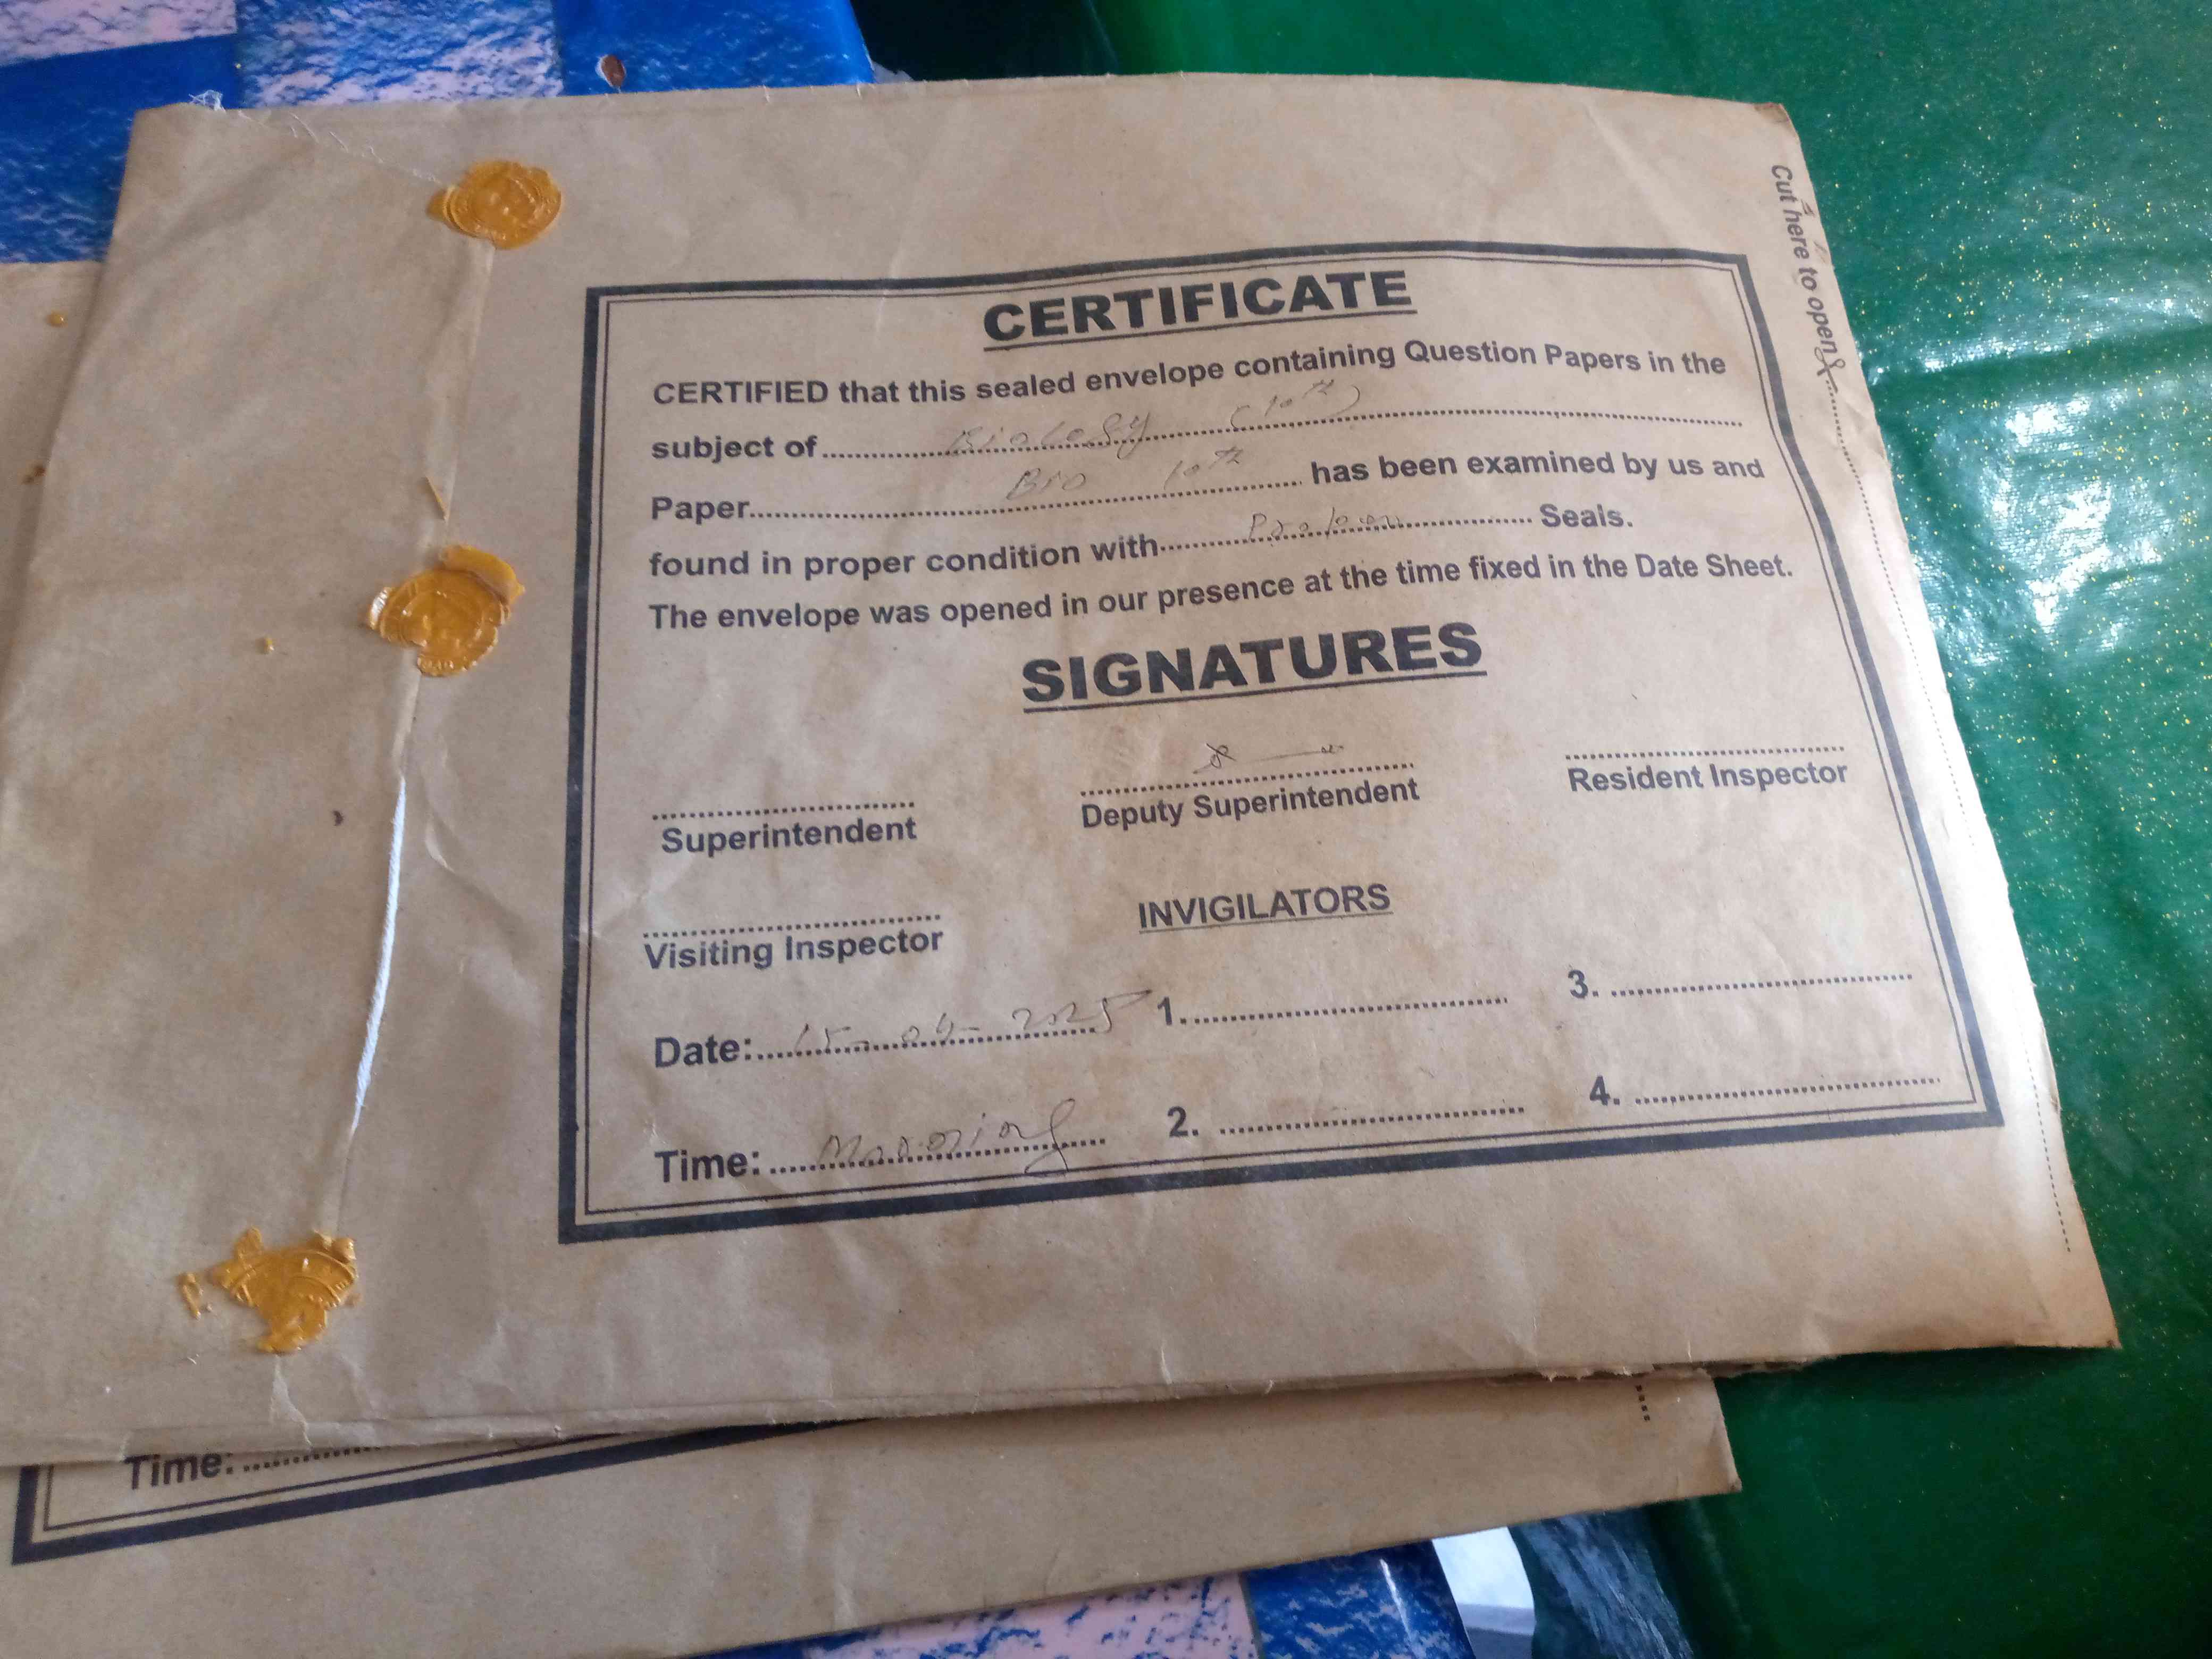 Cut here to open
CERTIFICATE
CERTIFIED that this sealed envelope containing Question Papers in the
subject of Biology (10th)
Paper Bio 10th has been examined by us and
found in proper condition with Proper Seals.
The envelope was opened in our presence at the time fixed in the Date Sheet.
SIGNATURES
Superintendent
Deputy Superintendent
Resident Inspector
Visiting Inspector
INVIGILATORS
Date: 15-04-2025
1.
3.
Time: Morning
2.
4.
Time: